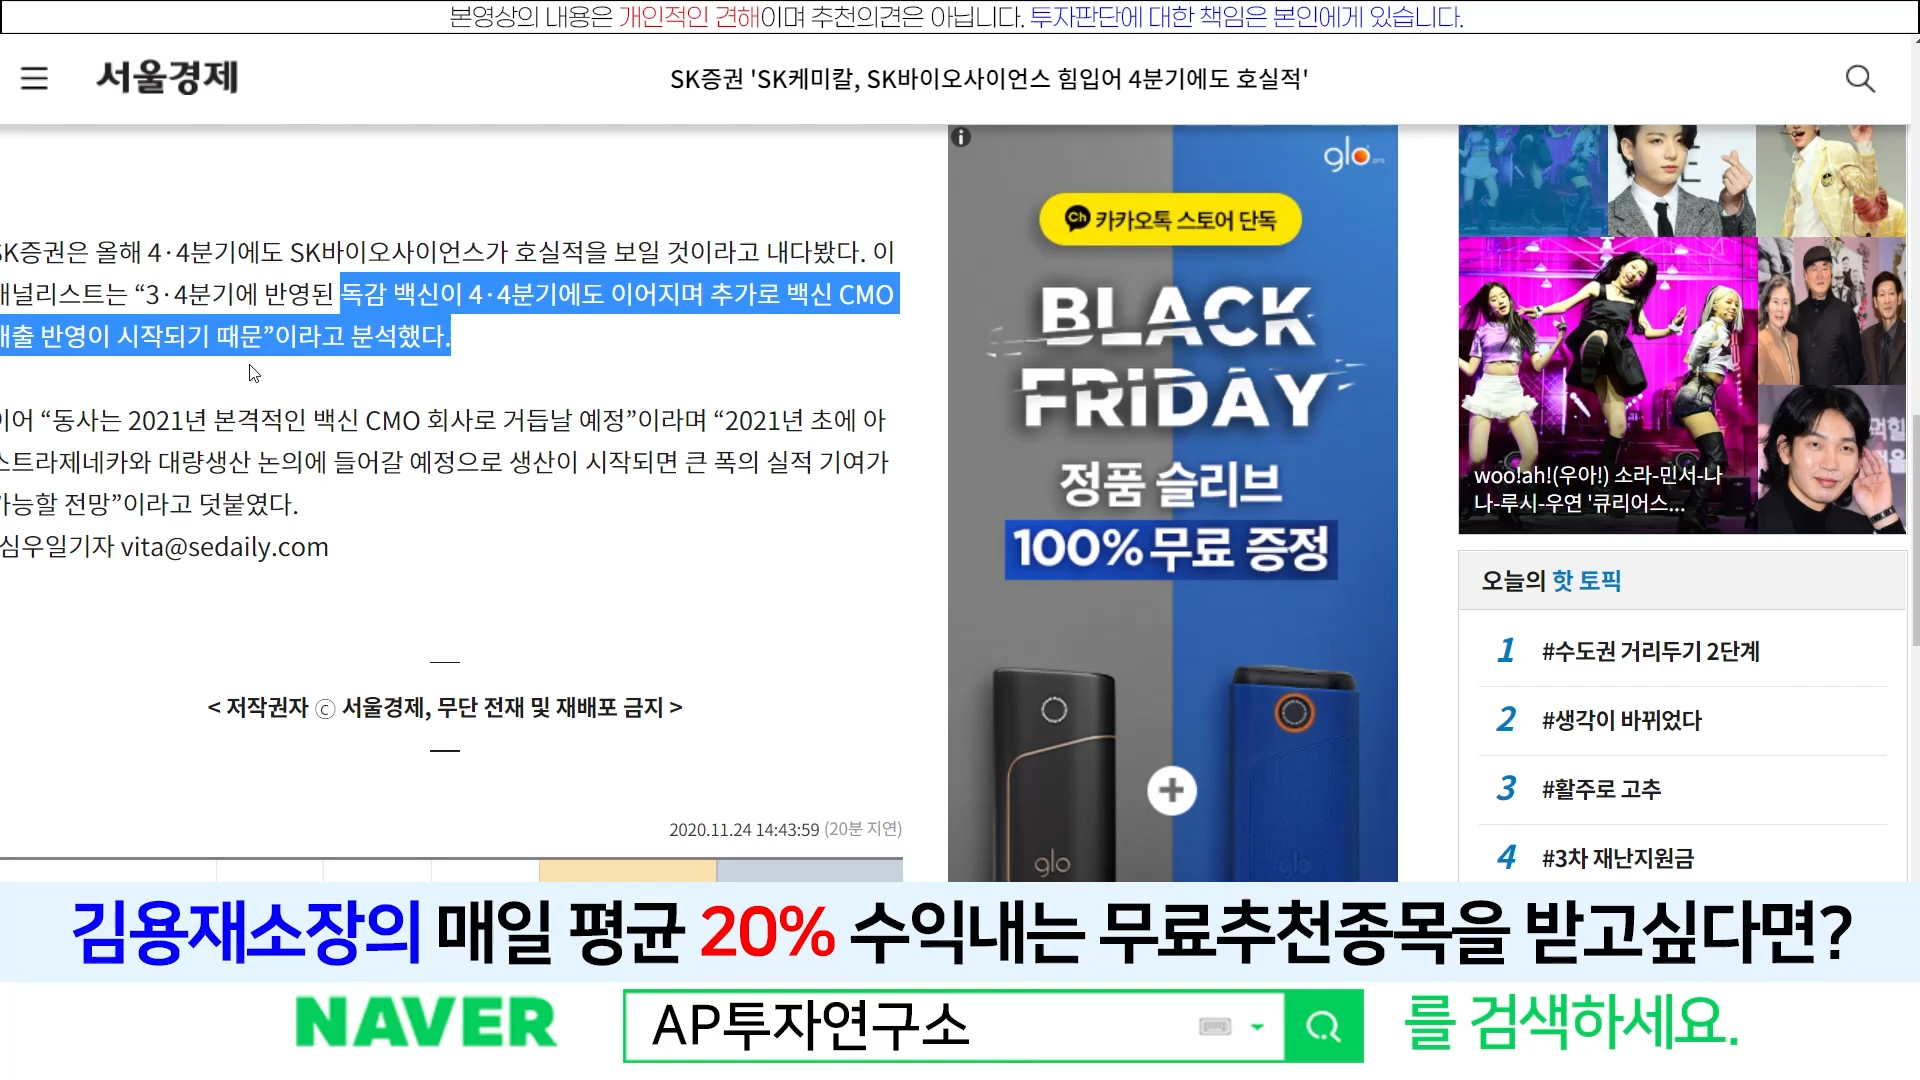 본영상의 내용은 개인적인 견해이며 추천의견은 아닙니다. 투자판단에 대한 책임은 본인에게 있습니다.
서울경제
SK증권 'SK케미칼, SK바이오사이언스 힘입어 4분기에도 호실적'
SK증권은 올해 4·4분기에도 SK바이오사이언스가 호실적을 보일 것이라고 내다봤다. 이
애널리스트는 “3·4분기에 반영된 독감 백신이 4·4분기에도 이어지며 추가로 백신 CMO
매출 반영이 시작되기 때문”이라고 분석했다.
이어 “동사는 2021년 본격적인 백신 CMO 회사로 거듭날 예정”이라며 “2021년 초에 아
스트라제네카와 대량생산 논의에 들어갈 예정으로 생산이 시작되면 큰 폭의 실적 기여가
가능할 전망”이라고 덧붙였다.
심우일기자 vita@sedaily.com
< 저작권자 ⓒ 서울경제, 무단 전재 및 재배포 금지 >
2020.11.24 14:43:59 (20분 지연)
glo
Ch 카카오톡 스토어 단독
BLACK
FRiDAY
정품 슬리브
100% 무료 증정
glo
glo
woo!ah!(우아!) 소라-민서-나
나-루시-우연 '큐리어스...
오늘의 핫 토픽
1 #수도권 거리두기 2단계
2 #생각이 바뀌었다
3 #활주로 고추
4 #3차 재난지원금
김용재소장의 매일 평균 20% 수익내는 무료추천종목을 받고싶다면?
NAVER AP투자연구소 를 검색하세요.